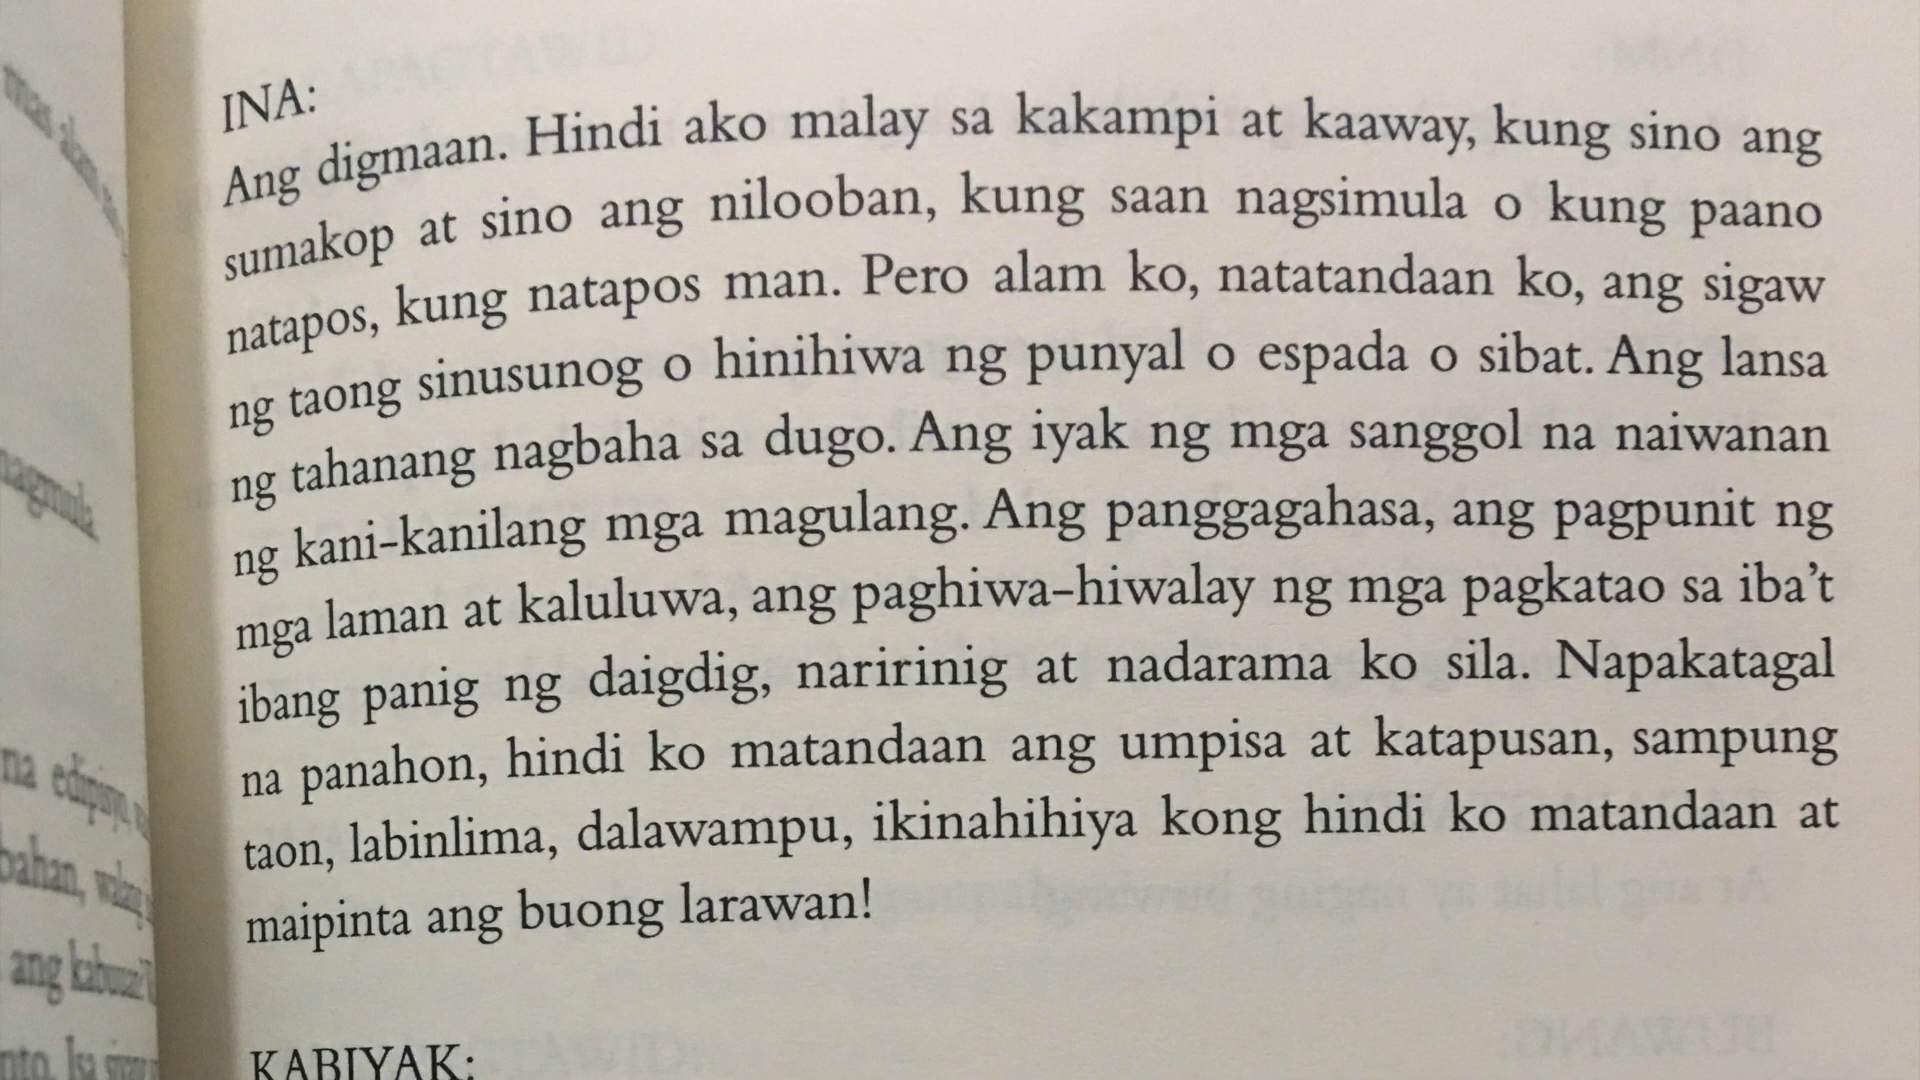 INA:
Ang digmaan. Hindi ako malay sa kakampi at kaaway, kung sino ang
sumakop at sino ang nilooban, kung saan nagsimula o kung paano
natapos, kung natapos man. Pero alam ko, natatandaan ko, ang sigaw
ng taong sinusunog o hinihiwa ng punyal o espada o sibat. Ang lansa
ng tahanang nagbaha sa dugo. Ang iyak ng mga sanggol na naiwanan
ng kani-kanilang mga magulang. Ang panggagahasa, ang pagpunit ng
mga laman at kaluluwa, ang paghiwa-hiwalay ng mga pagkatao sa iba't
ibang panig ng daigdig, naririnig at nadarama ko sila. Napakatagal
na panahon, hindi ko matandaan ang umpisa at katapusan, sampung
taon, labinlima, dalawampu, ikinahihiya kong hindi ko matandaan at
maipinta ang buong larawan!
KABIYAK: